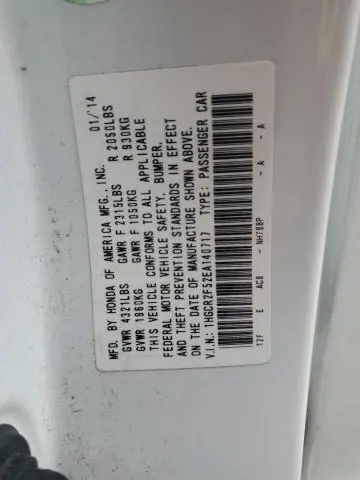 MFD. BY HONDA OF AMERICA MFG., INC. 01/'14
GVWR 4321LBS GAWR F 2315LBS R 2050LBS
GVWR 1960KG GAWR F 1050KG R 930KG
THIS VEHICLE CONFORMS TO ALL APPLICABLE
FEDERAL MOTOR VEHICLE SAFETY, BUMPER,
AND THEFT PREVENTION STANDARDS IN EFFECT
ON THE DATE OF MANUFACTURE SHOWN ABOVE.
V.I.N.: 1HGCR2F52EA140717 TYPE: PASSENGER CAR
T2F E AC8 - NH788P - A - A